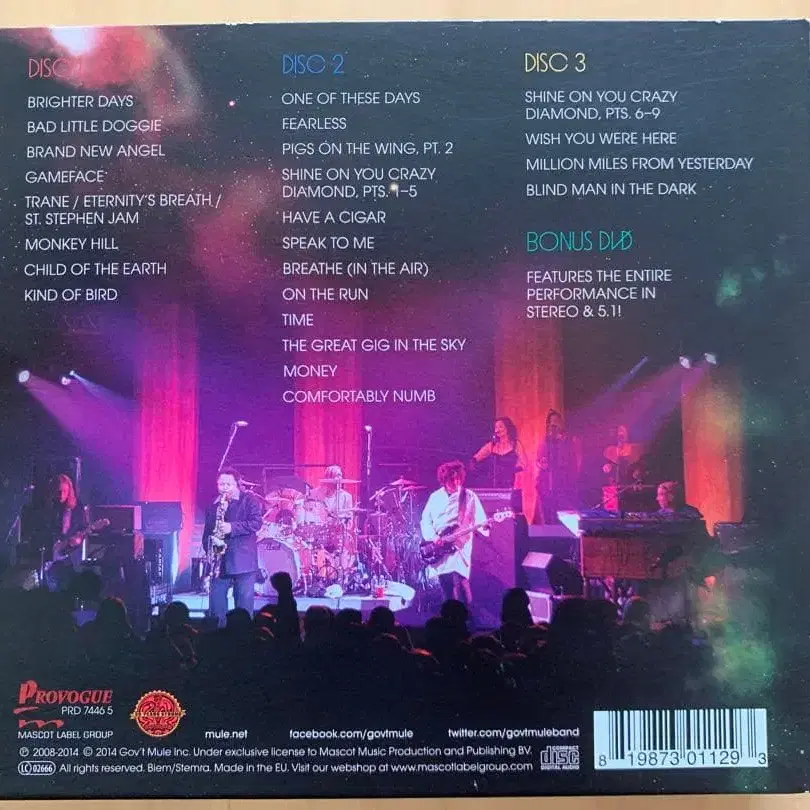 DISC 1
BRIGHTER DAYS
BAD LITTLE DOGGIE
BRAND NEW ANGEL
GAMEFACE
TRANE / ETERNITY'S BREATH /
ST. STEPHEN JAM
MONKEY HILL
CHILD OF THE EARTH
KIND OF BIRD
DISC 2
ONE OF THESE DAYS
FEARLESS
PIGS ON THE WING, PT. 2
SHINE ON YOU CRAZY
DIAMOND, PTS. 1–5
HAVE A CIGAR
SPEAK TO ME
BREATHE (IN THE AIR)
ON THE RUN
TIME
THE GREAT GIG IN THE SKY
MONEY
COMFORTABLY NUMB
DISC 3
SHINE ON YOU CRAZY
DIAMOND, PTS. 6–9
WISH YOU WERE HERE
MILLION MILES FROM YESTERDAY
BLIND MAN IN THE DARK
BONUS DVD
FEATURES THE ENTIRE
PERFORMANCE IN
STEREO & 5.1!
PROVOGUE
PRD 7446 5
MASCOT LABEL GROUP
mule.net
facebook.com/govtmule
twitter.com/govtmuleband
℗ 2008-2014 © 2014 Gov't Mule Inc. Under exclusive license to Mascot Music Production and Publishing BV.
LC 02666 All rights reserved. Biem/Stemra. Made in the EU. Visit our webshop at www.mascotlabelgroup.com
COMPACT
disc
DIGITAL AUDIO
8 19873 01129 3